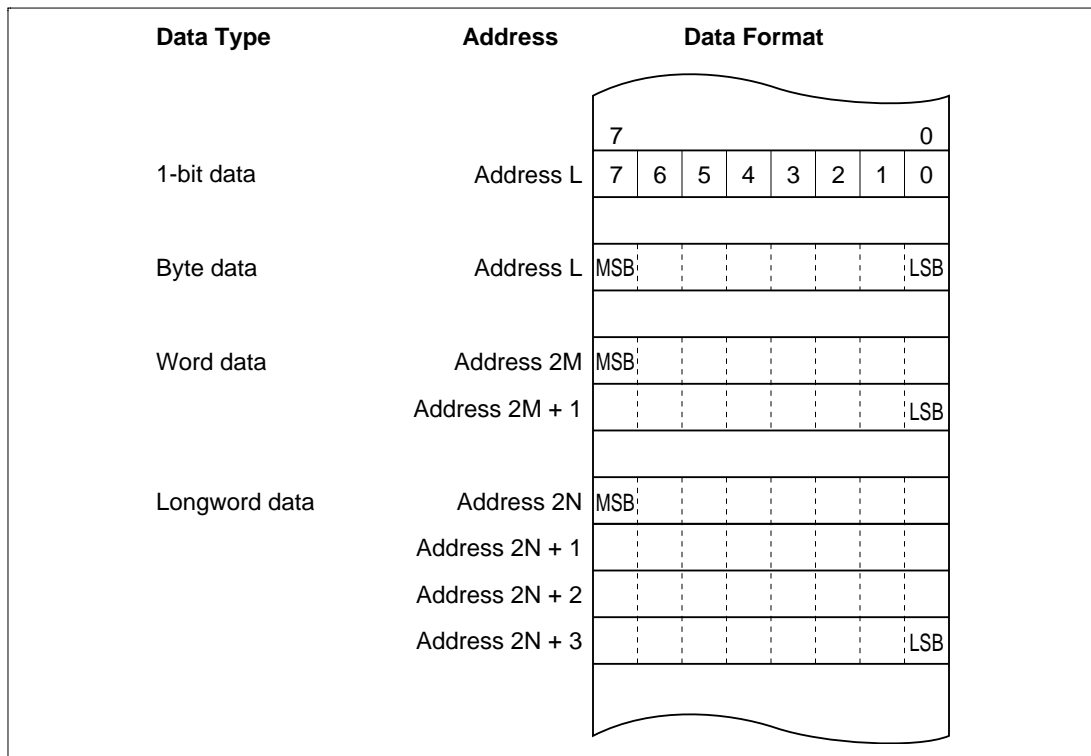 Data Type Address Data Format
7 0
1-bit data Address L 7 6 5 4 3 2 1 0
Byte data Address L MSB LSB
Word data Address 2M MSB
Address 2M + 1 LSB
Longword data Address 2N MSB
Address 2N + 1
Address 2N + 2
Address 2N + 3 LSB